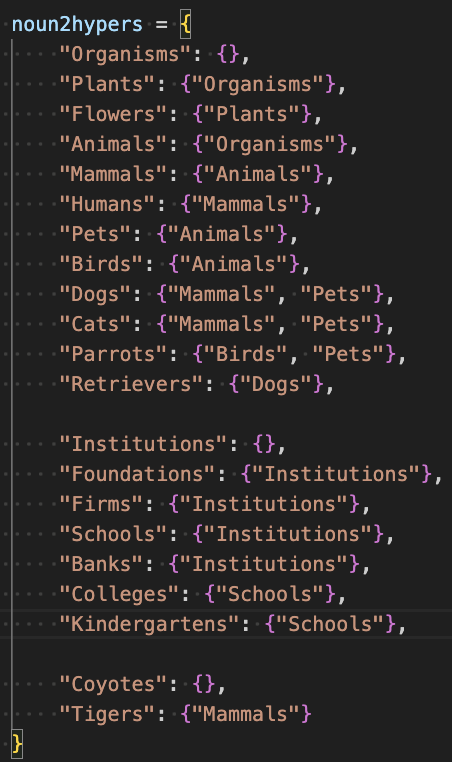 noun2hypers = {
    "Organisms": {},
    "Plants": {"Organisms"},
    "Flowers": {"Plants"},
    "Animals": {"Organisms"},
    "Mammals": {"Animals"},
    "Humans": {"Mammals"},
    "Pets": {"Animals"},
    "Birds": {"Animals"},
    "Dogs": {"Mammals", "Pets"},
    "Cats": {"Mammals", "Pets"},
    "Parrots": {"Birds", "Pets"},
    "Retrievers": {"Dogs"},

    "Institutions": {},
    "Foundations": {"Institutions"},
    "Firms": {"Institutions"},
    "Schools": {"Institutions"},
    "Banks": {"Institutions"},
    "Colleges": {"Schools"},
    "Kindergartens": {"Schools"},

    "Coyotes": {},
    "Tigers": {"Mammals"}
}